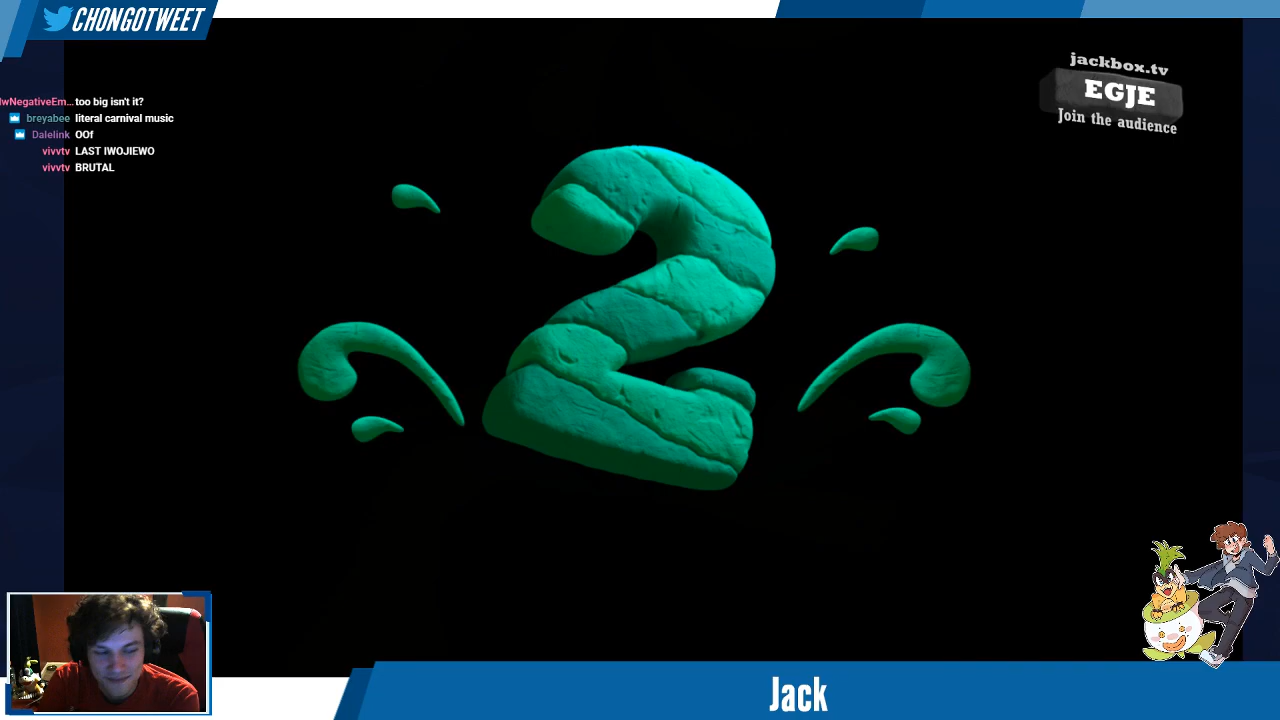 CHONGOTWEET
jackbox.tv
EGJE
Join the audience
wNegativeEm... too big isn't it?
breyabee literal carnival music
Dalelink OOf
vivvtv LAST IWOJIEWO
vivvtv BRUTAL
2
Jack